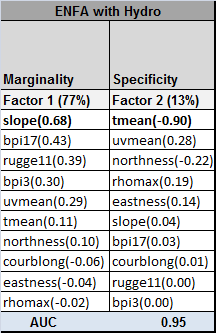 ENFA with Hydro
Marginality Specificity
Factor 1 (77%) Factor 2 (13%)
slope(0.68) tmean(-0.90)
bpi17(0.43) uvmean(0.28)
rugge11(0.39) northness(-0.22)
bpi3(0.30) rhomax(0.19)
uvmean(0.29) eastness(0.14)
tmean(0.11) slope(0.04)
northness(0.10) bpi17(0.03)
courblong(-0.06) courblong(0.01)
eastness(-0.04) rugge11(0.00)
rhomax(-0.02) bpi3(0.00)
AUC 0.95